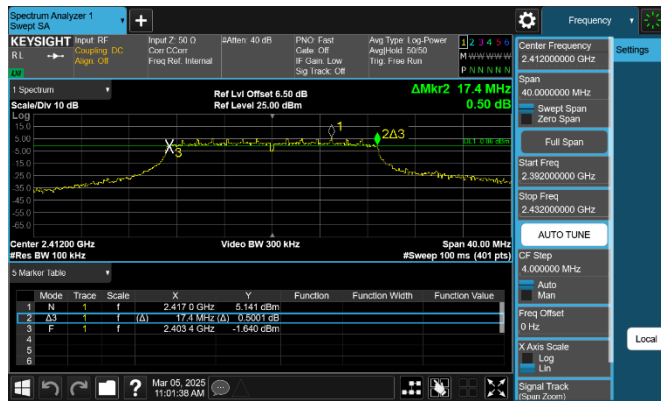 Spectrum Analyzer 1
Swept SA
Frequency
KEYSIGHT
Input: RF
Input Z: 50 Ω
#Atten: 40 dB
PNO: Fast
Avg Type: Log-Power
1 2 3 4 5 6
R L
Coupling: DC
Corr CCorr
Gate: Off
Avg|Hold: 50/50
M W W W W W
Align: Off
Freq Ref: Internal
IF Gain: Low
Trig: Free Run
Sig Track: Off
P N N N N N
LXI
1 Spectrum
Ref Lvl Offset 6.50 dB
ΔMkr2 17.4 MHz
Scale/Div 10 dB
Ref Level 25.00 dBm
0.50 dB
Log
15.0
5.00
-5.00
-15.0
-25.0
-35.0
-45.0
-55.0
-65.0
1
2Δ3
3
Center 2.41200 GHz
Video BW 300 kHz
Span 40.00 MHz
#Res BW 100 kHz
#Sweep 100 ms (401 pts)
5 Marker Table
Mode Trace Scale X Y Function Function Width Function Value
1 N 1 f 2.417 0 GHz 5.141 dBm
2 Δ3 1 f (Δ) 17.4 MHz (Δ) 0.5001 dB
3 F 1 f 2.403 4 GHz -1.640 dBm
4
5
6
?
Mar 05, 2025
11:01:38 AM
Center Frequency
2.412000000 GHz
Settings
Span
40.0000000 MHz
Swept Span
Zero Span
Full Span
Start Freq
2.392000000 GHz
Stop Freq
2.432000000 GHz
AUTO TUNE
CF Step
4.000000 MHz
Auto
Man
Freq Offset
0 Hz
Local
X Axis Scale
Log
Lin
Signal Track
(Span Zoom)